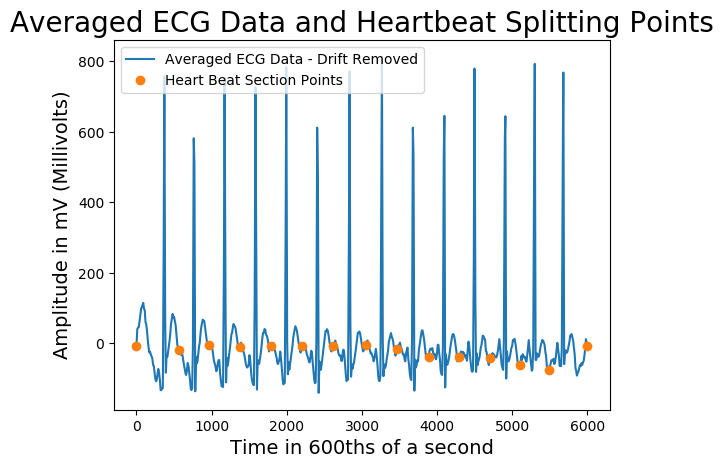 Averaged ECG Data and Heartbeat Splitting Points
Averaged ECG Data - Drift Removed
Heart Beat Section Points
Amplitude in mV (Millivolts)
800
600
400
200
0
0 1000 2000 3000 4000 5000 6000
Time in 600ths of a second